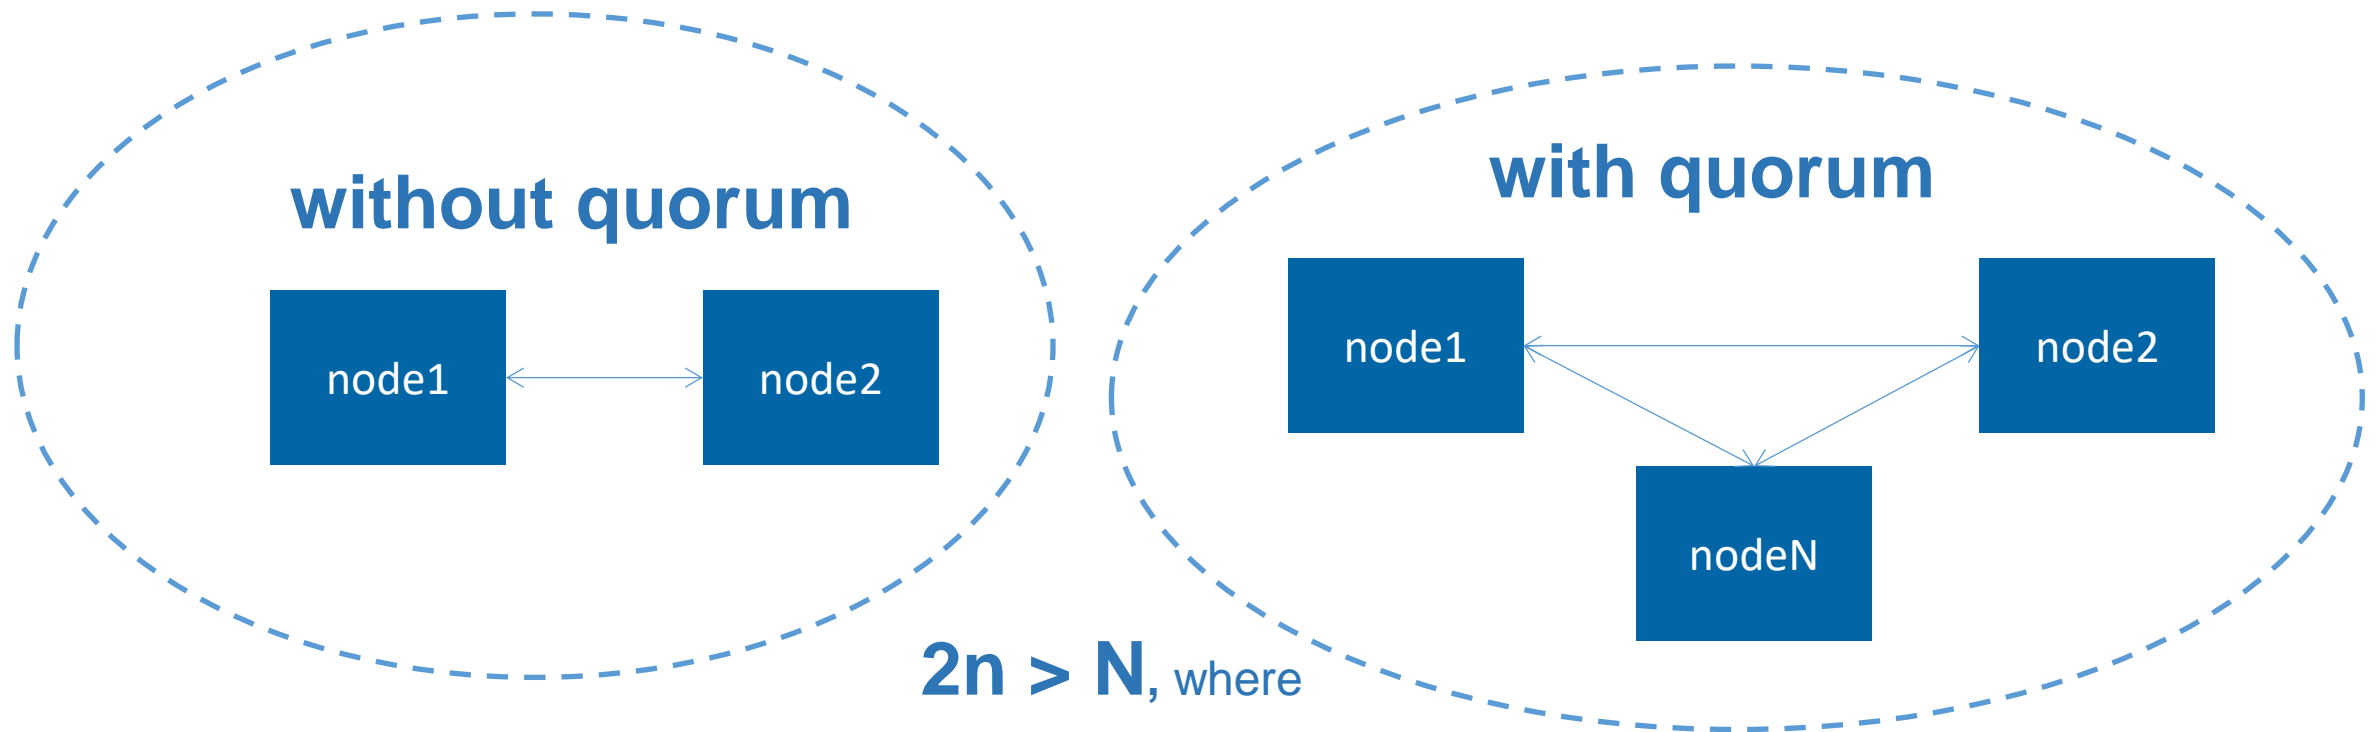 without quorum
node1
node2
with quorum
node1
node2
nodeN
2n > N, where